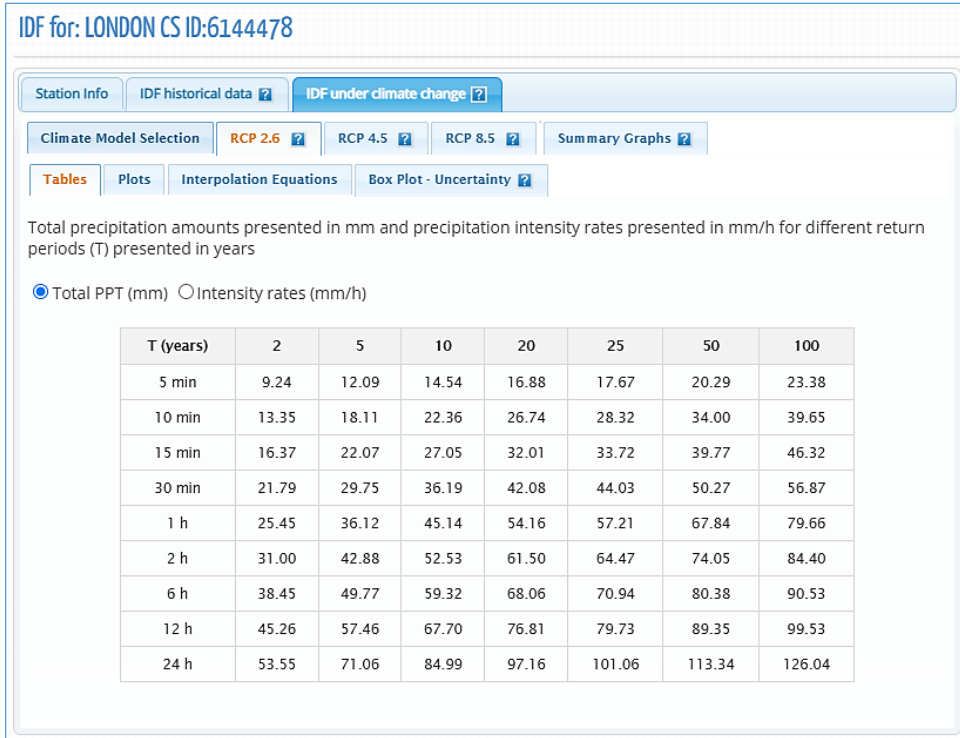 IDF for: LONDON CS ID:6144478
Station Info IDF historical data ? IDF under climate change ?
Climate Model Selection RCP 2.6 ? RCP 4.5 ? RCP 8.5 ? Summary Graphs ?
Tables Plots Interpolation Equations Box Plot - Uncertainty ?
Total precipitation amounts presented in mm and precipitation intensity rates presented in mm/h for different return
periods (T) presented in years
Total PPT (mm) Intensity rates (mm/h)
T (years) 2 5 10 20 25 50 100
5 min 9.24 12.09 14.54 16.88 17.67 20.29 23.38
10 min 13.35 18.11 22.36 26.74 28.32 34.00 39.65
15 min 16.37 22.07 27.05 32.01 33.72 39.77 46.32
30 min 21.79 29.75 36.19 42.08 44.03 50.27 56.87
1 h 25.45 36.12 45.14 54.16 57.21 67.84 79.66
2 h 31.00 42.88 52.53 61.50 64.47 74.05 84.40
6 h 38.45 49.77 59.32 68.06 70.94 80.38 90.53
12 h 45.26 57.46 67.70 76.81 79.73 89.35 99.53
24 h 53.55 71.06 84.99 97.16 101.06 113.34 126.04